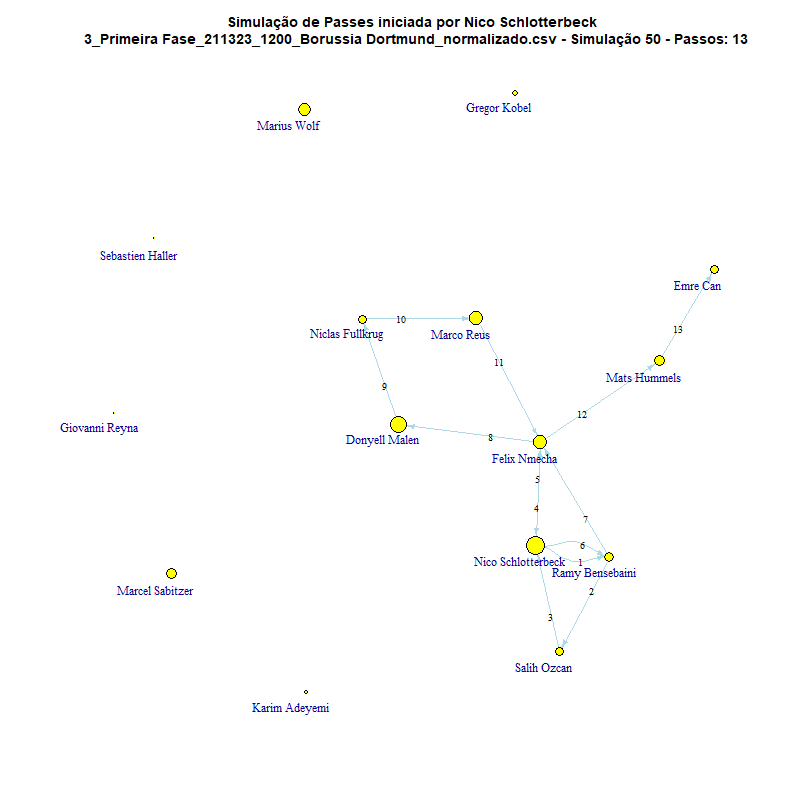 Simulação de Passes iniciada por Nico Schlotterbeck
3_Primeira Fase_211323_1200_Borussia Dortmund_normalizado.csv - Simulação 50 - Passos: 13
Gregor Kobel
Marius Wolf
Sebastien Haller
Emre Can
10
Niclas Fullkrug
Marco Reus
13
11
Mats Hummels
9
12
Giovanni Reyna
Donyell Malen
8
Felix Nmecha
5
4
7
6
Nico Schlotterbeck
1
Ramy Bensebaini
Marcel Sabitzer
2
3
Salih Ozcan
Karim Adeyemi